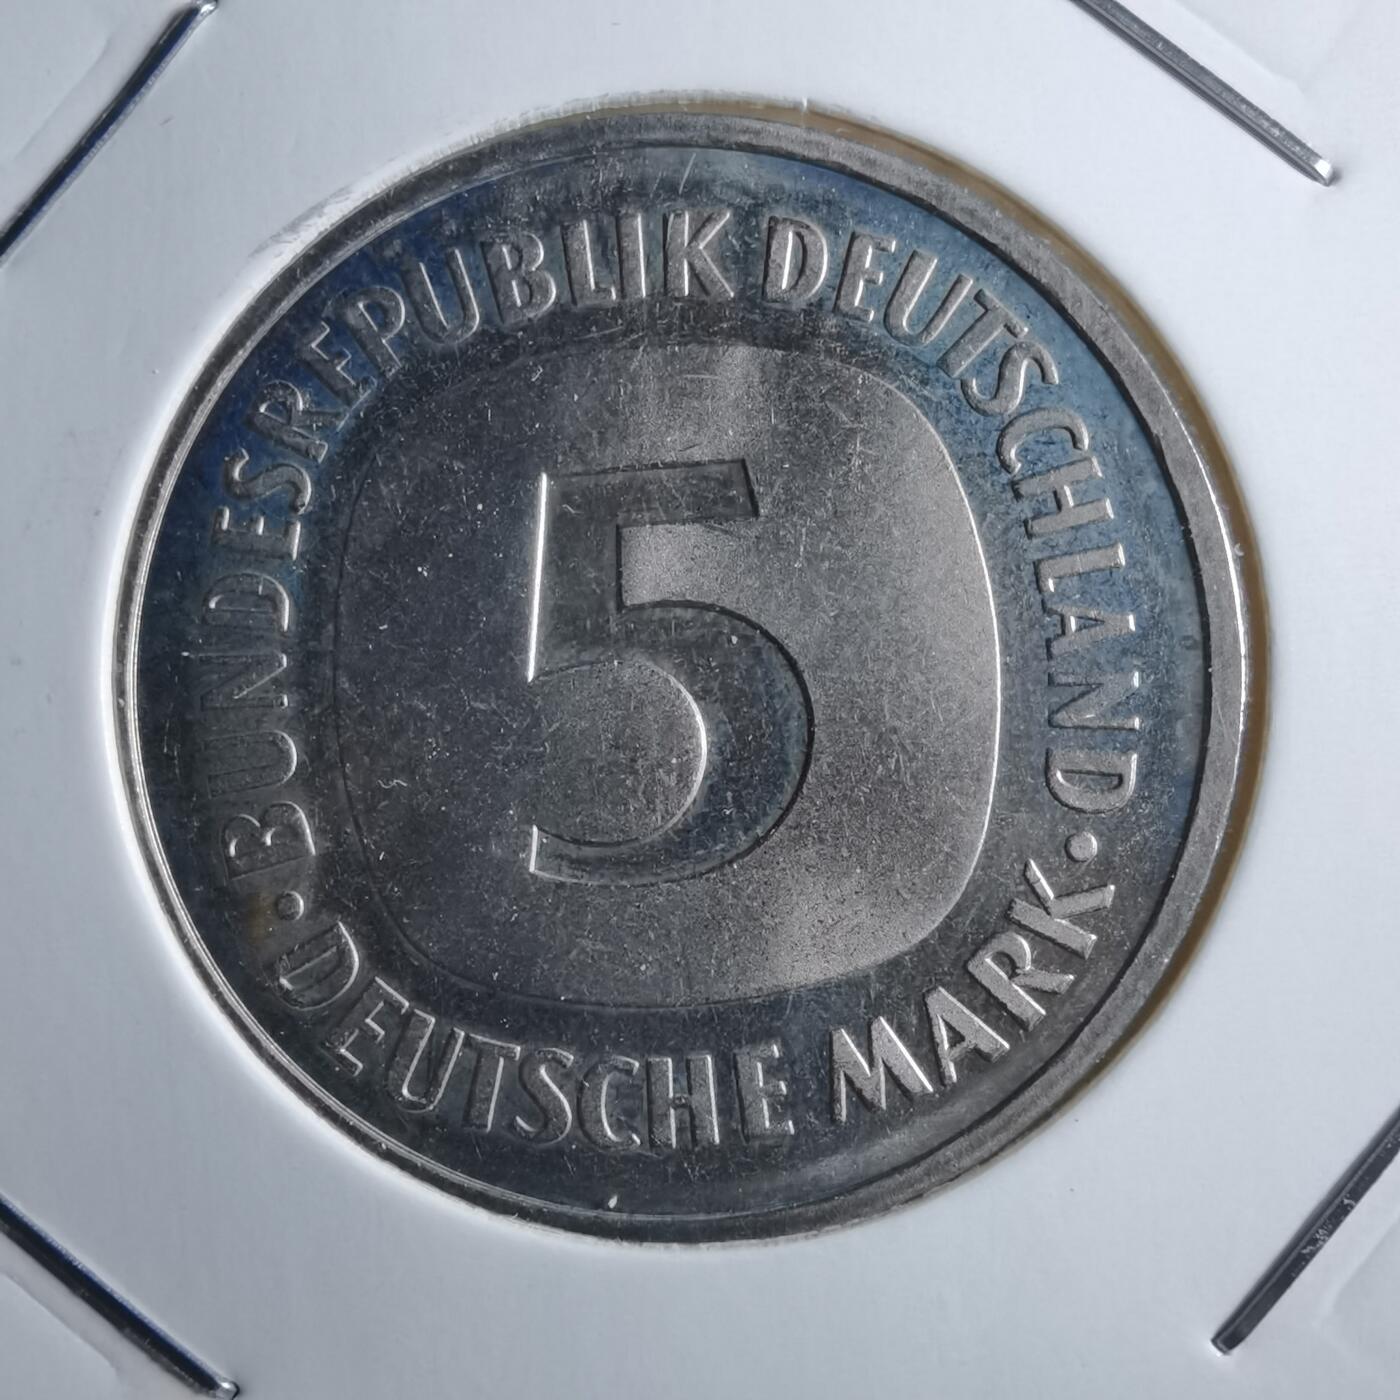 BUNDESREPUBLIK DEUTSCHLAND
5
DEUTSCHE MARK